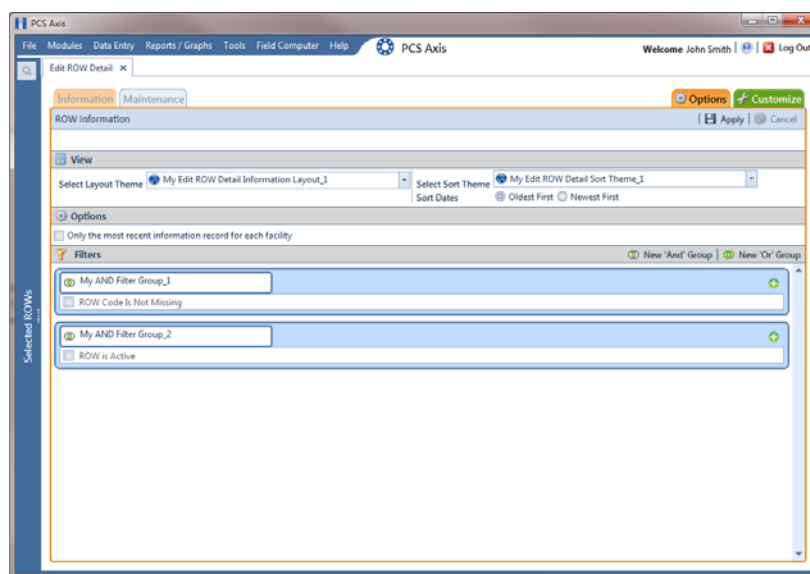 PCS Axis
File Modules Data Entry Reports / Graphs Tools Field Computer Help PCS Axis Welcome John Smith Log Out
Edit ROW Detail
Information Maintenance Options Customize
ROW Information Apply Cancel
View
Select Layout Theme My Edit ROW Detail Information Layout_1 Select Sort Theme My Edit ROW Detail Sort Theme_1
Sort Dates Oldest First Newest First
Options
Only the most recent information record for each facility
Filters New 'And' Group New 'Or' Group
My AND Filter Group_1
ROW Code Is Not Missing
My AND Filter Group_2
ROW is Active
Selected ROWs